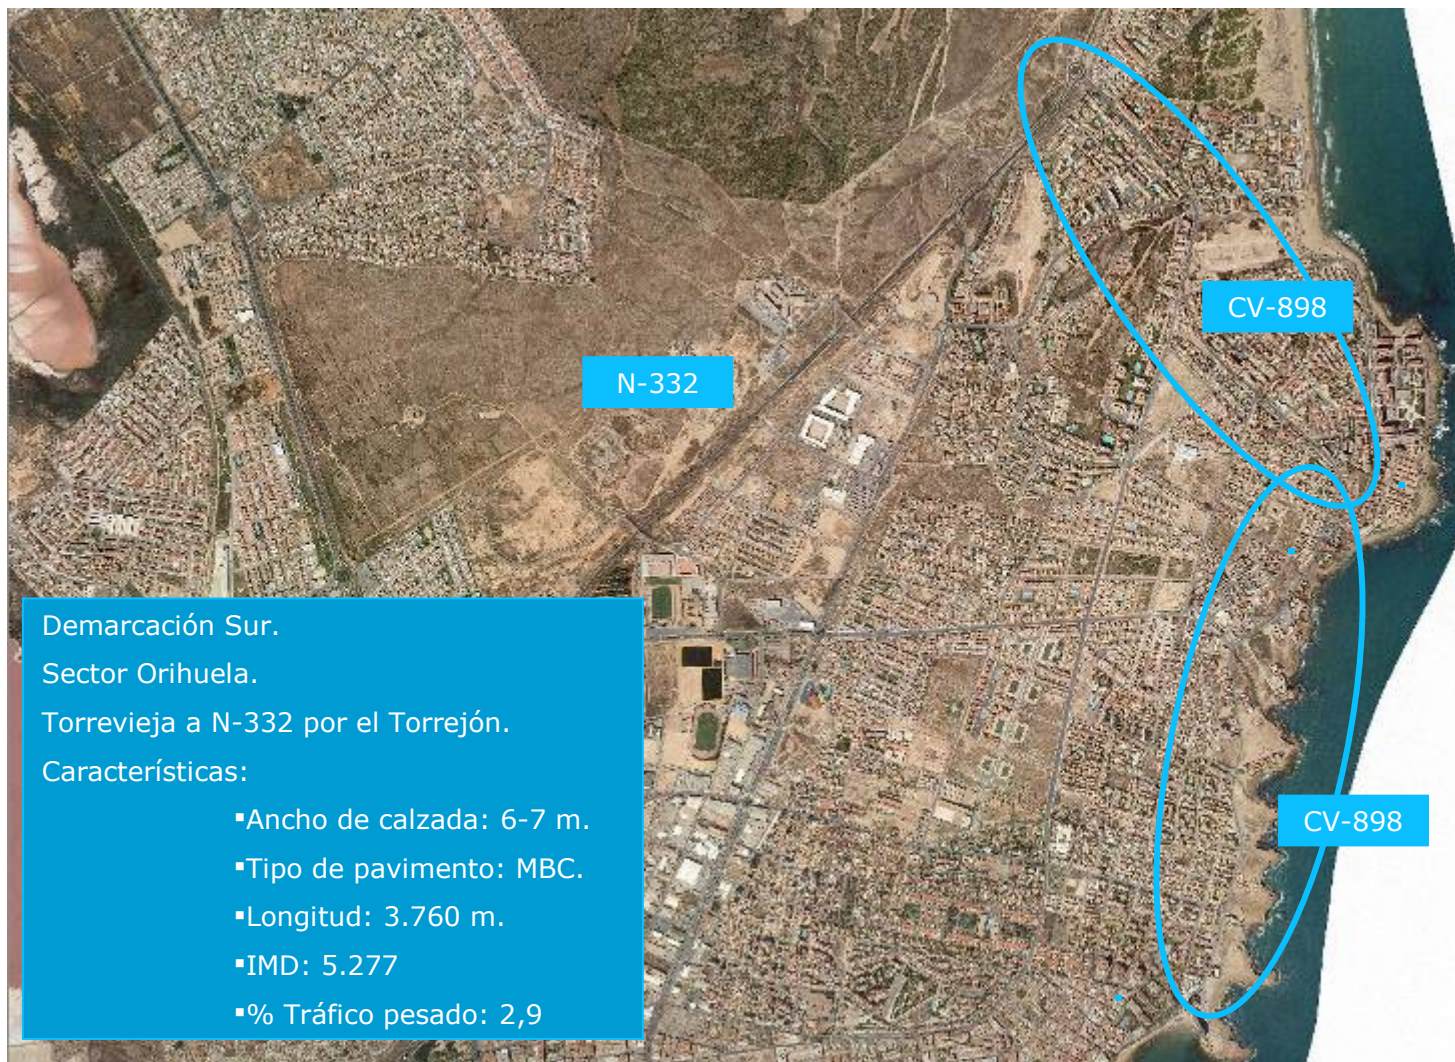 CV-898
N-332
Demarcación Sur.
Sector Orihuela.
Torrevieja a N-332 por el Torrejón.
Características:
▪Ancho de calzada: 6-7 m.
▪Tipo de pavimento: MBC.
▪Longitud: 3.760 m.
▪IMD: 5.277
▪% Tráfico pesado: 2,9
CV-898